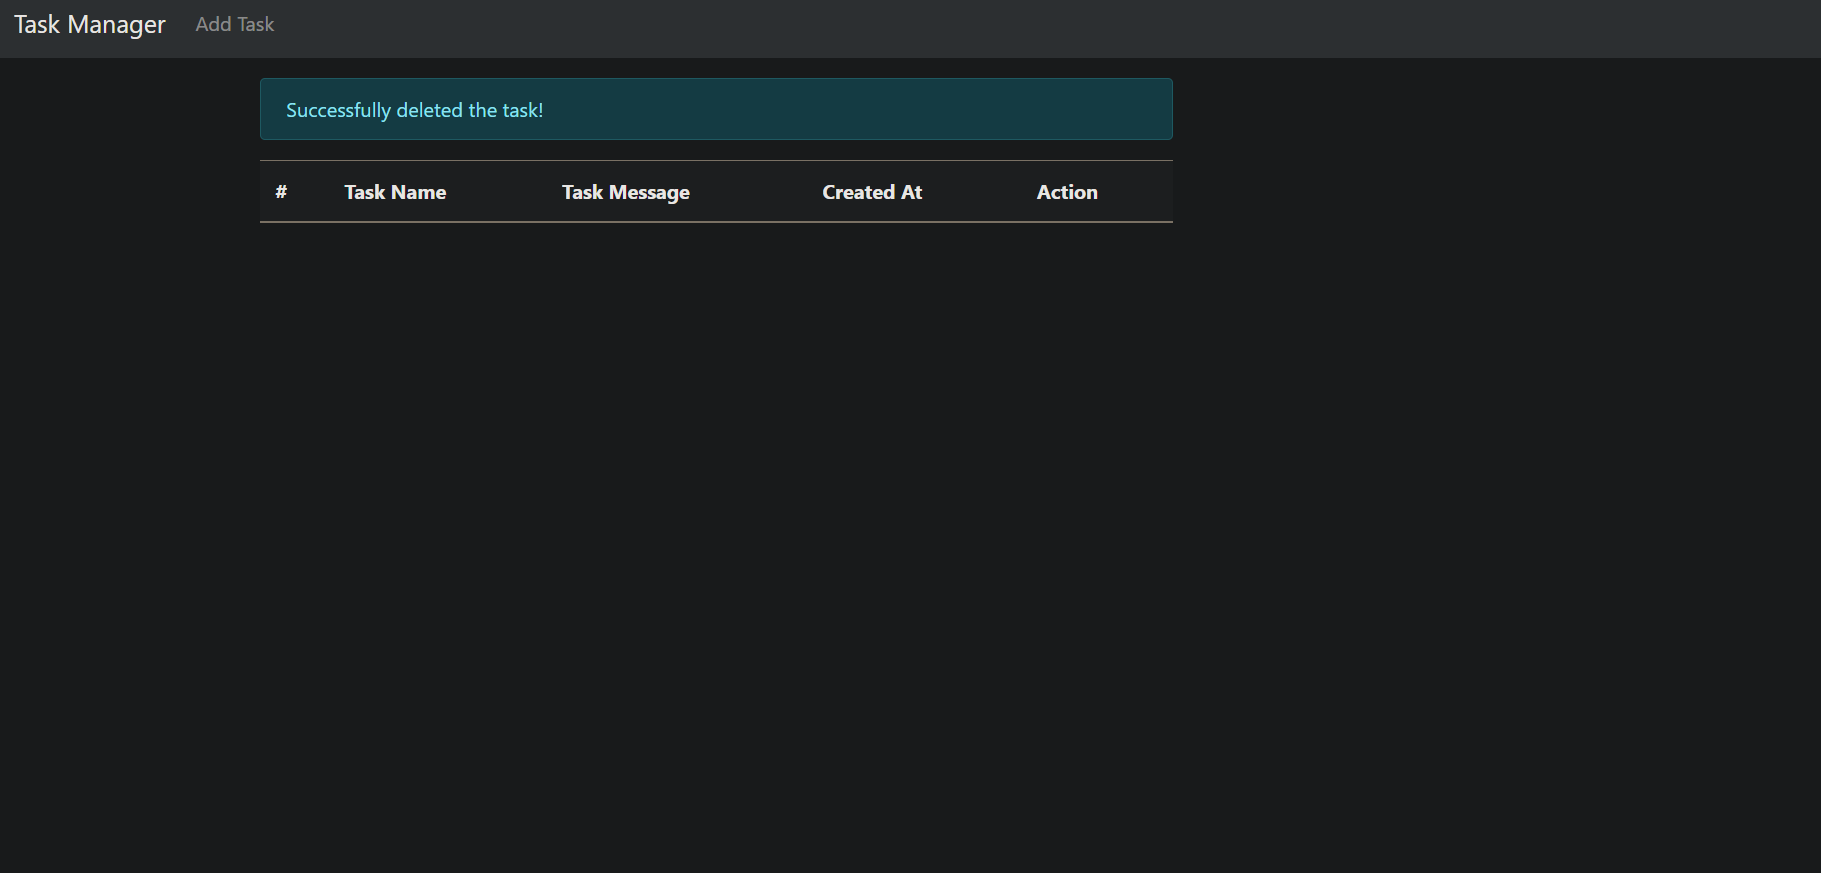 Task Manager Add Task
Successfully deleted the task!
# Task Name Task Message Created At Action